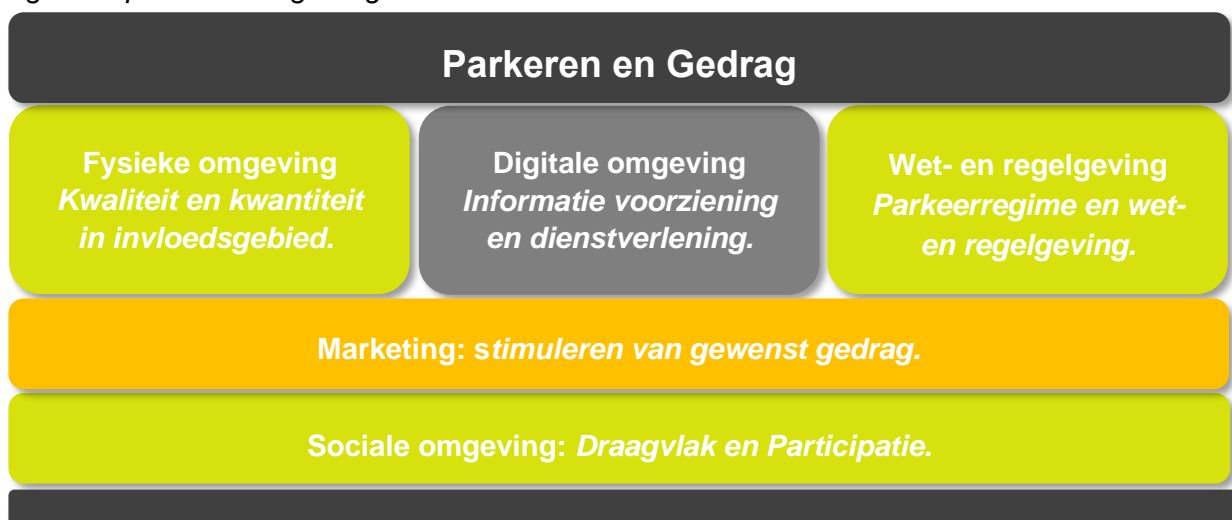 Parkeren en Gedrag
Fysieke omgeving
Kwaliteit en kwantiteit
in invloedsgebied.
Digitale omgeving
Informatie voorziening
en dienstverlening.
Wet- en regelgeving
Parkeerregime en wet-
en regelgeving.
Marketing: stimuleren van gewenst gedrag.
Sociale omgeving: Draagvlak en Participatie.